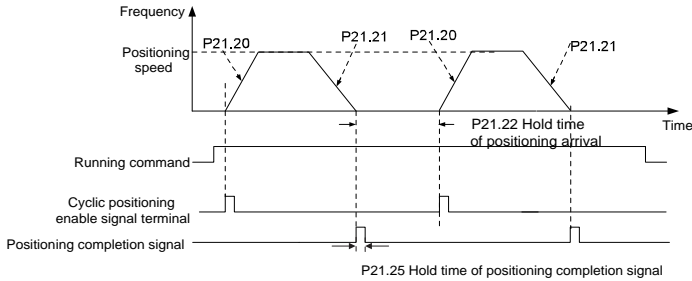 Frequency
P21.20
P21.21
P21.20
P21.21
Positioning
speed
Time
P21.22 Hold time
of positioning arrival
Running command
Cyclic positioning
enable signal terminal
Positioning completion signal
P21.25 Hold time of positioning completion signal